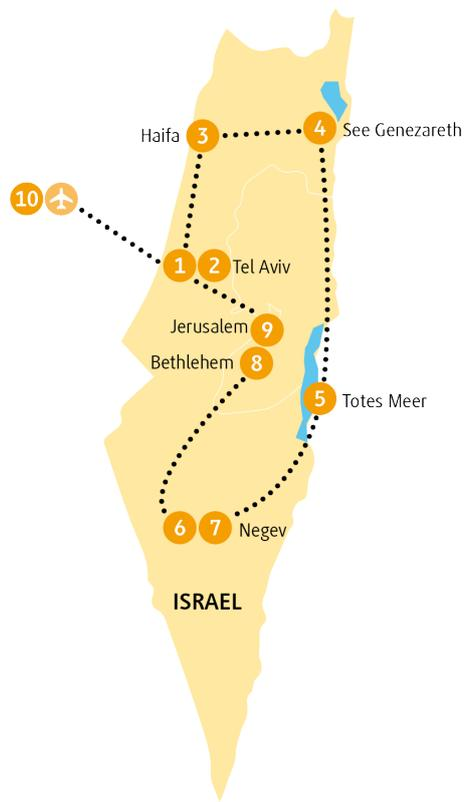 Haifa 3
4 See Genezareth
10
1 2 Tel Aviv
Jerusalem 9
Bethlehem 8
5 Totes Meer
6 7 Negev
ISRAEL